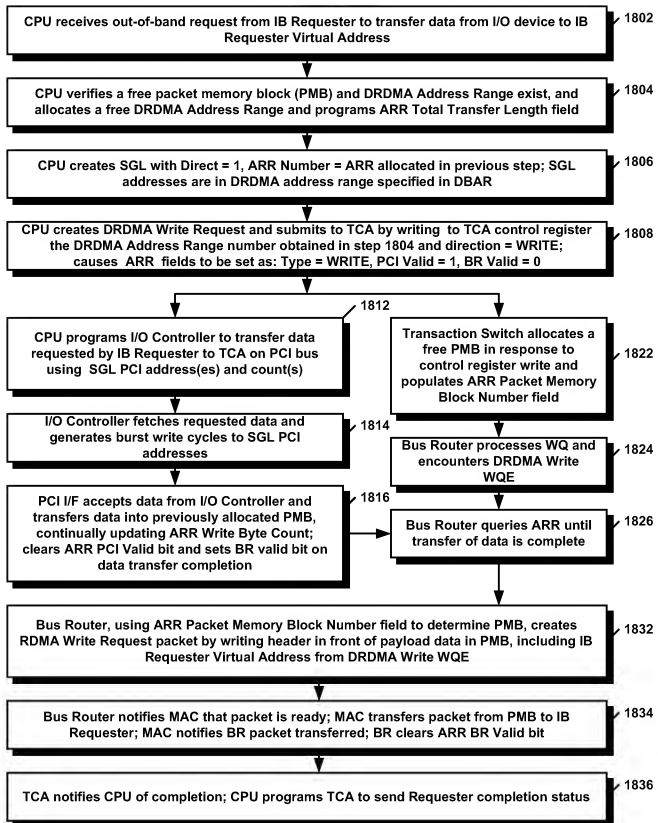 CPU receives out-of-band request from IB Requester to transfer data from I/O device to IB
Requester Virtual Address
1802
CPU verifies a free packet memory block (PMB) and DRDMA Address Range exist, and
allocates a free DRDMA Address Range and programs ARR Total Transfer Length field
1804
CPU creates SGL with Direct = 1, ARR Number = ARR allocated in previous step; SGL
addresses are in DRDMA address range specified in DBAR
1806
CPU creates DRDMA Write Request and submits to TCA by writing to TCA control register
the DRDMA Address Range number obtained in step 1804 and direction = WRITE;
causes ARR fields to be set as: Type = WRITE, PCI Valid = 1, BR Valid = 0
1808
1812
CPU programs I/O Controller to transfer data
requested by IB Requester to TCA on PCI bus
using SGL PCI address(es) and count(s)
1814
I/O Controller fetches requested data and
generates burst write cycles to SGL PCI
addresses
1816
PCI I/F accepts data from I/O Controller and
transfers data into previously allocated PMB,
continually updating ARR Write Byte Count;
clears ARR PCI Valid bit and sets BR valid bit on
data transfer completion
Transaction Switch allocates a
free PMB in response to
control register write and
populates ARR Packet Memory
Block Number field
1822
Bus Router processes WQ and
encounters DRDMA Write
WQE
1824
Bus Router queries ARR until
transfer of data is complete
1826
Bus Router, using ARR Packet Memory Block Number field to determine PMB, creates
RDMA Write Request packet by writing header in front of payload data in PMB, including IB
Requester Virtual Address from DRDMA Write WQE
1832
Bus Router notifies MAC that packet is ready; MAC transfers packet from PMB to IB
Requester; MAC notifies BR packet transferred; BR clears ARR BR Valid bit
1834
TCA notifies CPU of completion; CPU programs TCA to send Requester completion status
1836